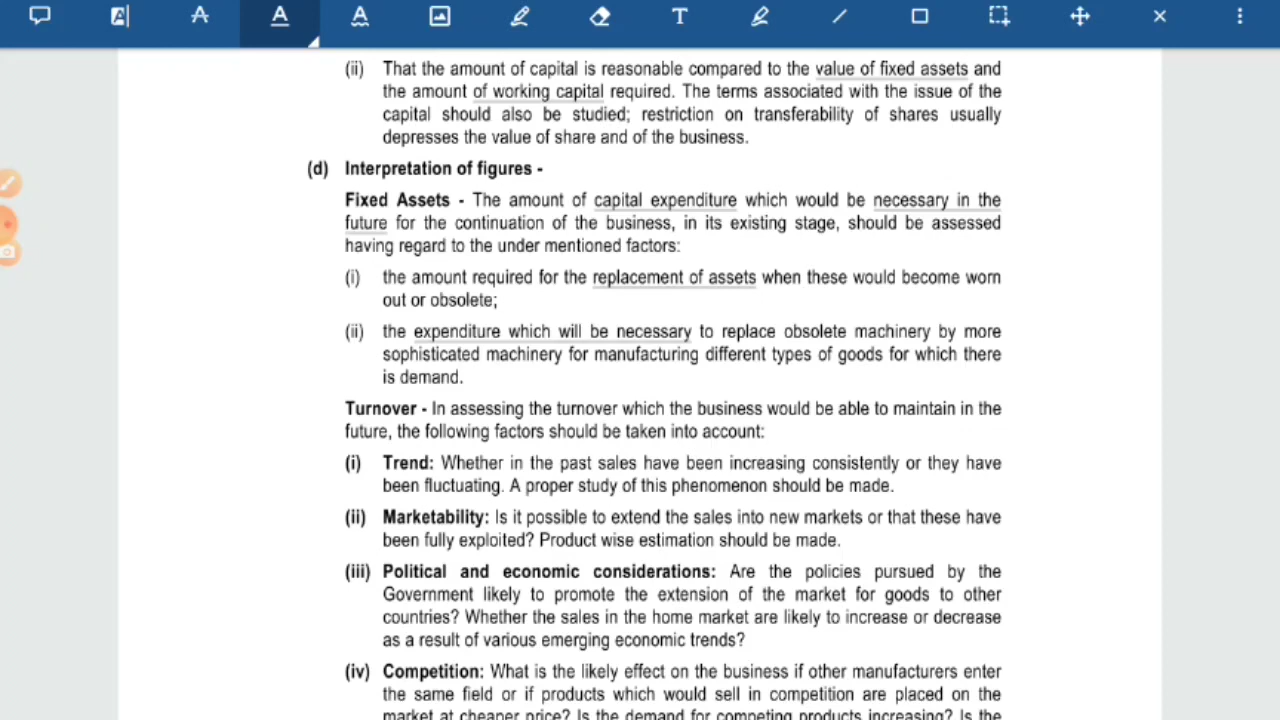 (ii) That the amount of capital is reasonable compared to the value of fixed assets and
the amount of working capital required. The terms associated with the issue of the
capital should also be studied; restriction on transferability of shares usually
depresses the value of share and of the business.
(d) Interpretation of figures -
Fixed Assets - The amount of capital expenditure which would be necessary in the
future for the continuation of the business, in its existing stage, should be assessed
having regard to the under mentioned factors:
(i) the amount required for the replacement of assets when these would become worn
out or obsolete;
(ii) the expenditure which will be necessary to replace obsolete machinery by more
sophisticated machinery for manufacturing different types of goods for which there
is demand.
Turnover - In assessing the turnover which the business would be able to maintain in the
future, the following factors should be taken into account:
(i) Trend: Whether in the past sales have been increasing consistently or they have
been fluctuating. A proper study of this phenomenon should be made.
(ii) Marketability: Is it possible to extend the sales into new markets or that these have
been fully exploited? Product wise estimation should be made.
(iii) Political and economic considerations: Are the policies pursued by the
Government likely to promote the extension of the market for goods to other
countries? Whether the sales in the home market are likely to increase or decrease
as a result of various emerging economic trends?
(iv) Competition: What is the likely effect on the business if other manufacturers enter
the same field or if products which would sell in competition are placed on the
market at cheaper price? Is the demand for competing products increasing? Is the